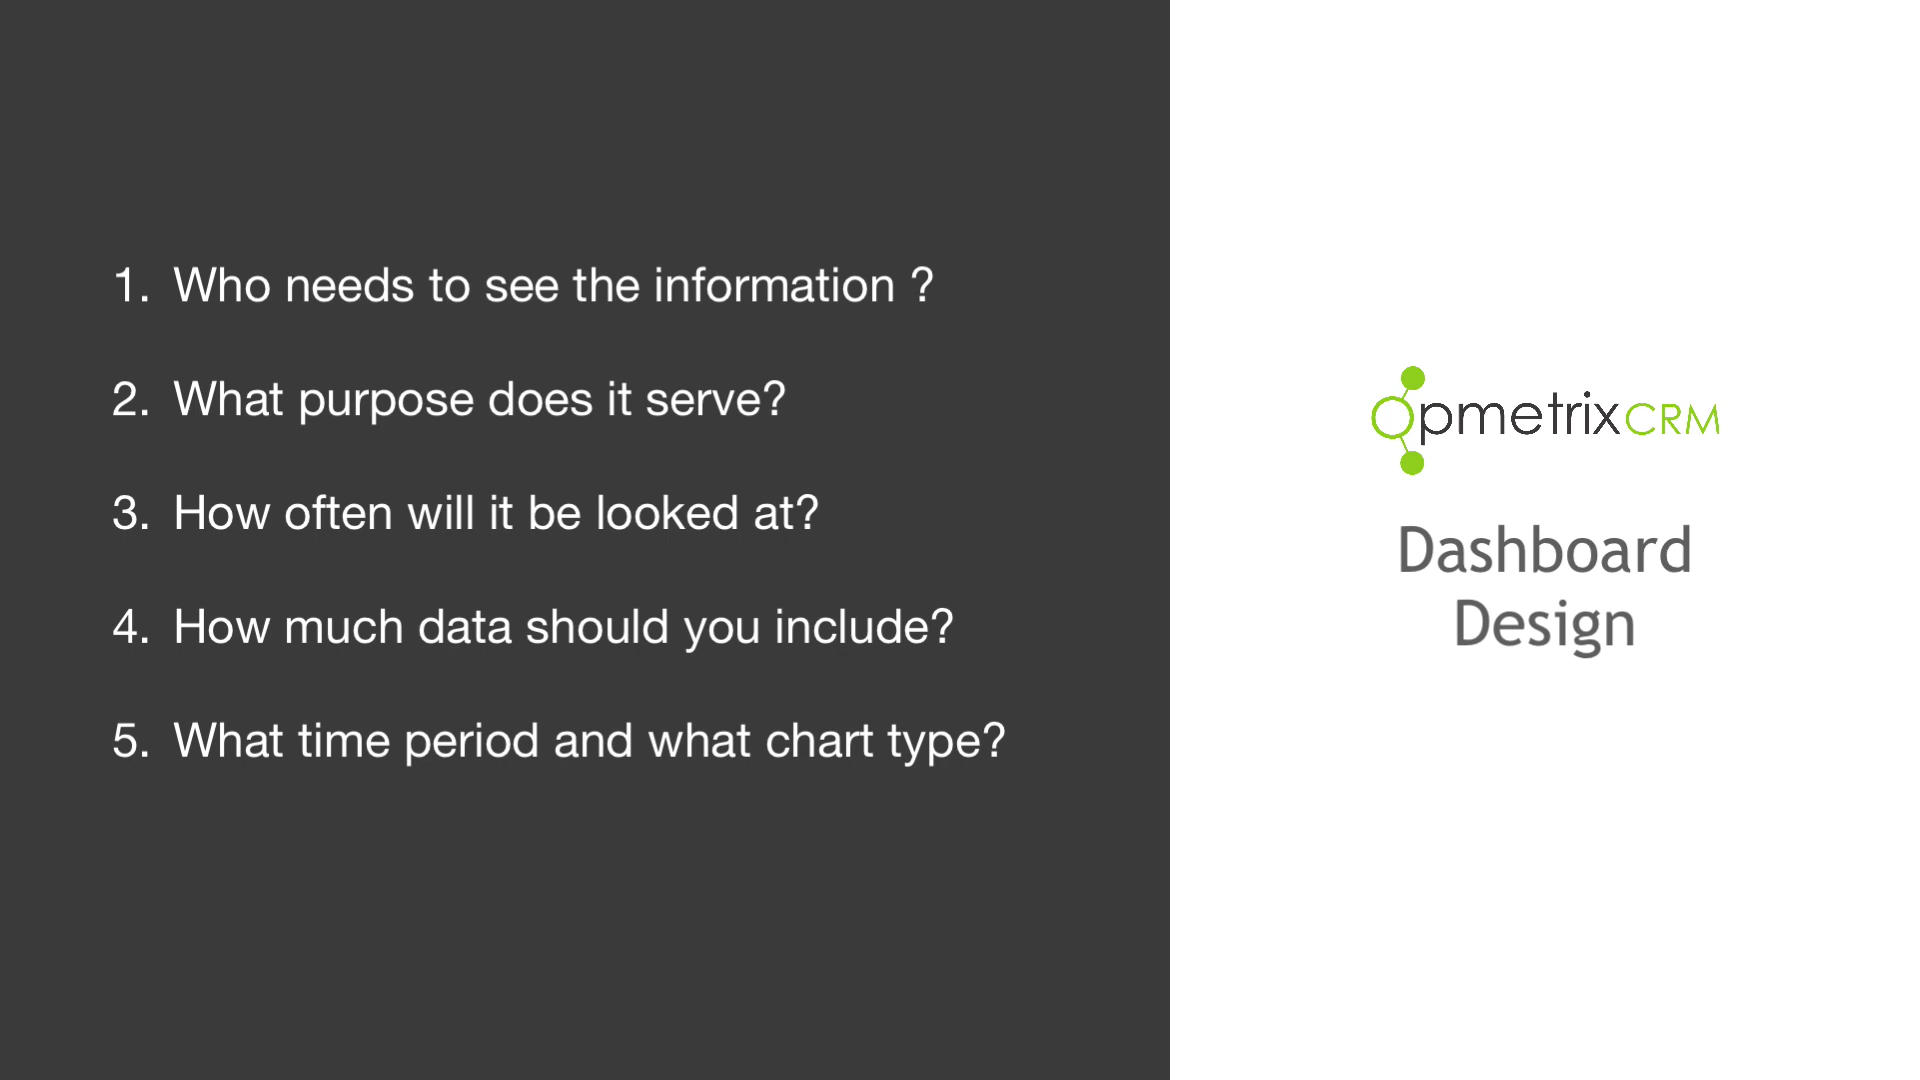 1. Who needs to see the information ?
2. What purpose does it serve?
3. How often will it be looked at?
4. How much data should you include?
5. What time period and what chart type?
OpmetrixCRM
Dashboard
Design